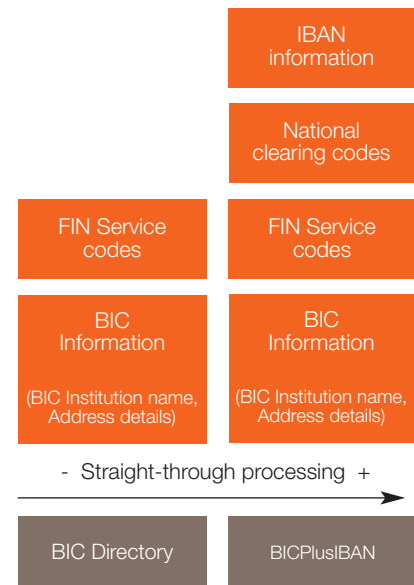 IBAN
information
National
clearing codes
FIN Service
codes
FIN Service
codes
BIC
Information
(BIC Institution name,
Address details)
BIC
Information
(BIC Institution name,
Address details)
- Straight-through processing +
BIC Directory
BICPlusIBAN